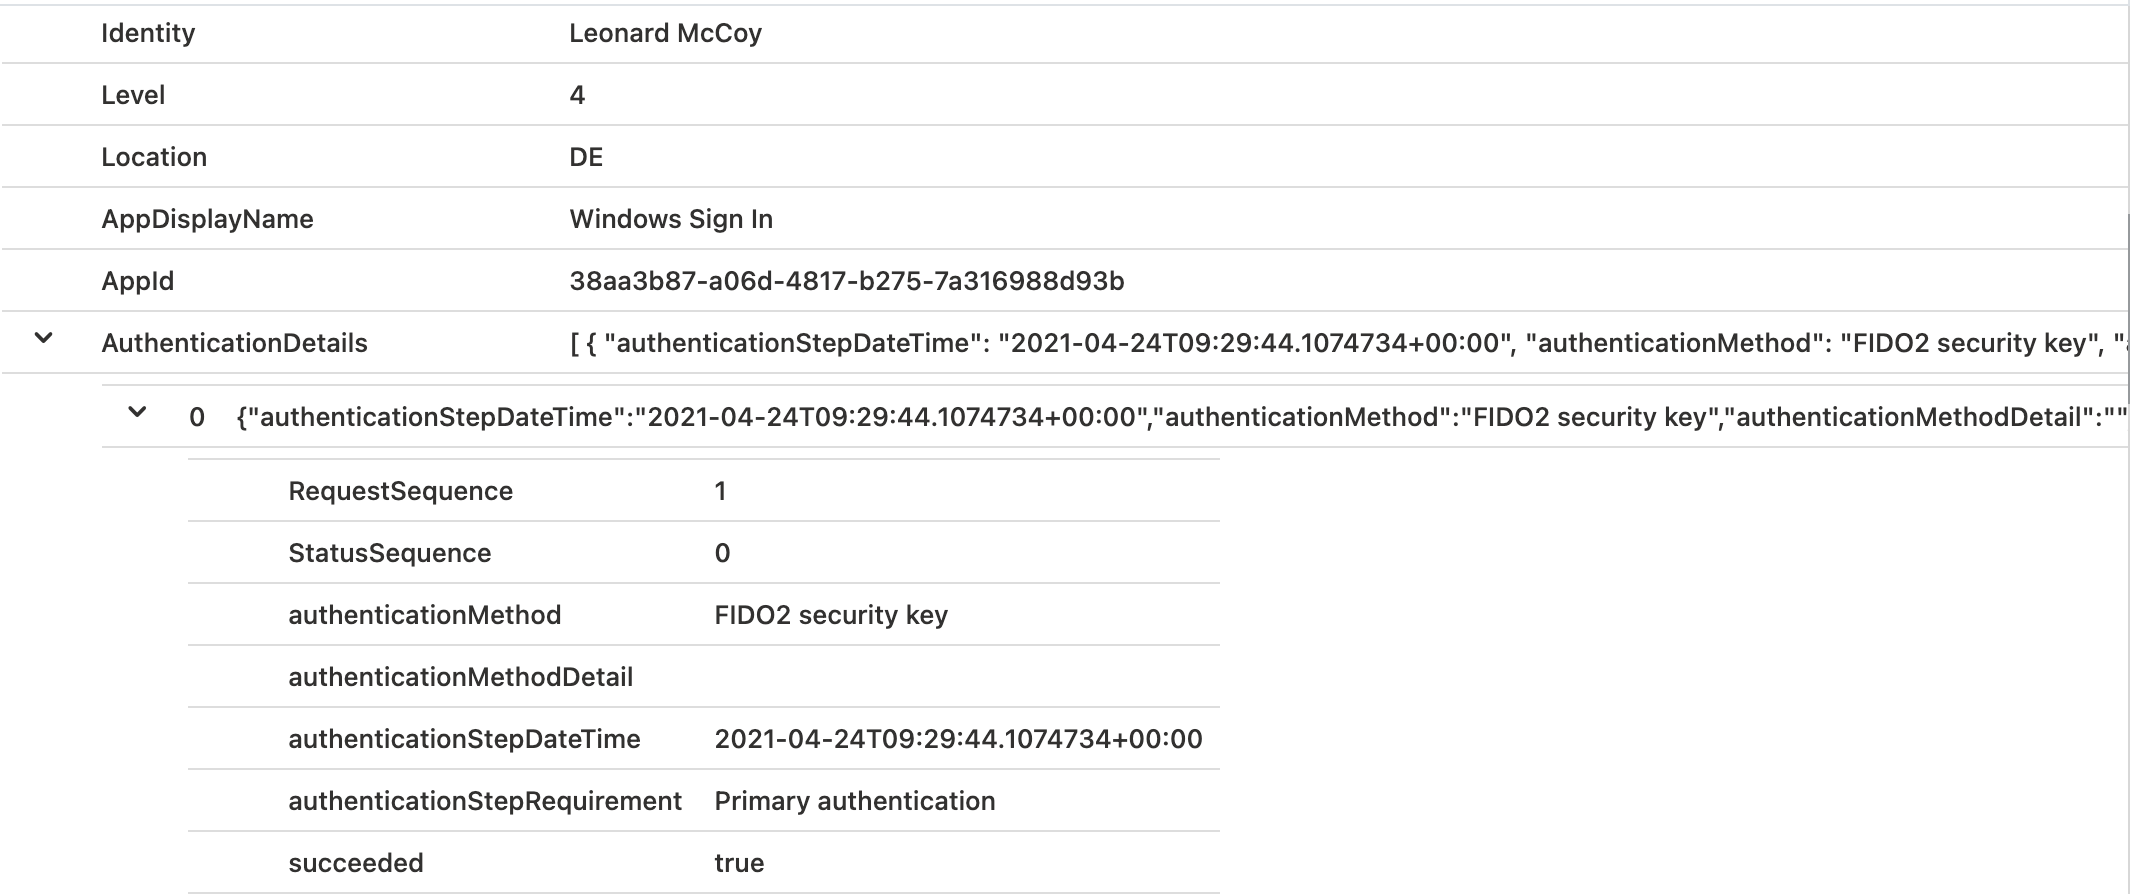 Identity Leonard McCoy
Level 4
Location DE
AppDisplayName Windows Sign In
AppId 38aa3b87-a06d-4817-b275-7a316988d93b
AuthenticationDetails [ { "authenticationStepDateTime": "2021-04-24T09:29:44.1074734+00:00", "authenticationMethod": "FIDO2 security key", "
0 {"authenticationStepDateTime":"2021-04-24T09:29:44.1074734+00:00","authenticationMethod":"FIDO2 security key","authenticationMethodDetail":""
RequestSequence 1
StatusSequence 0
authenticationMethod FIDO2 security key
authenticationMethodDetail
authenticationStepDateTime 2021-04-24T09:29:44.1074734+00:00
authenticationStepRequirement Primary authentication
succeeded true